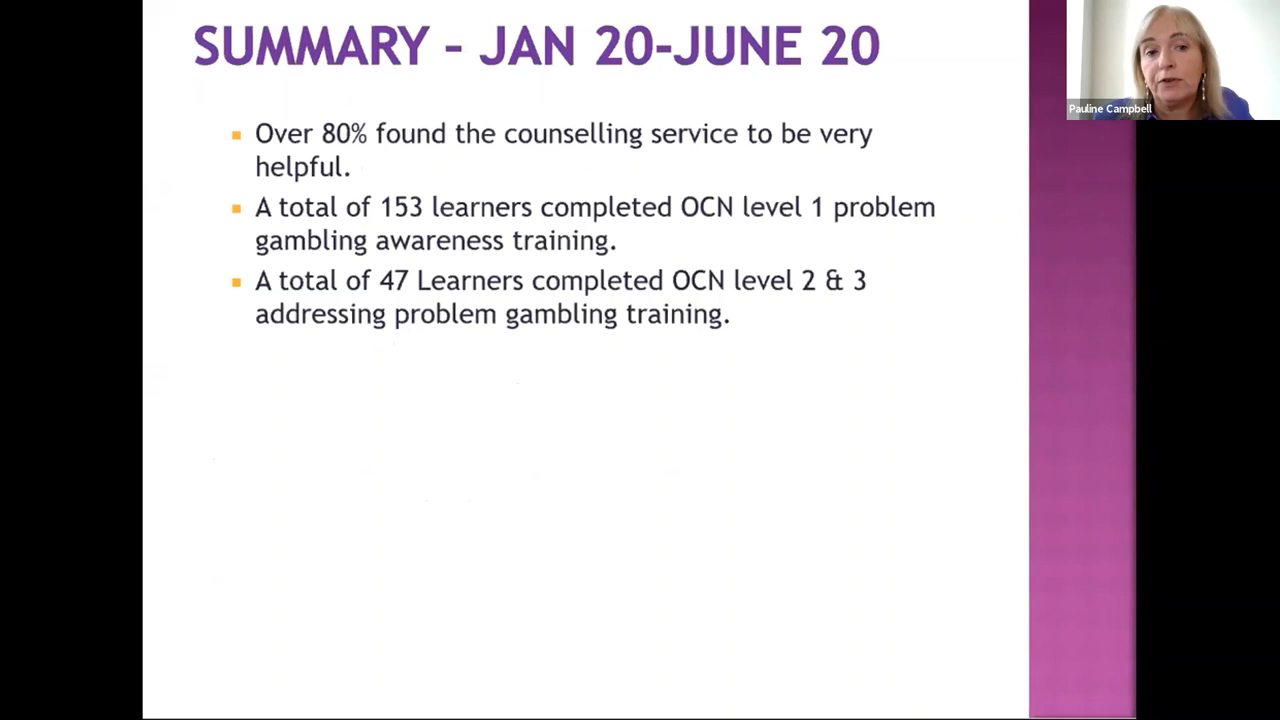 SUMMARY – JAN 20-JUNE 20
Over 80% found the counselling service to be very
helpful.
A total of 153 learners completed OCN level 1 problem
gambling awareness training.
A total of 47 Learners completed OCN level 2 & 3
addressing problem gambling training.
Pauline Campbell